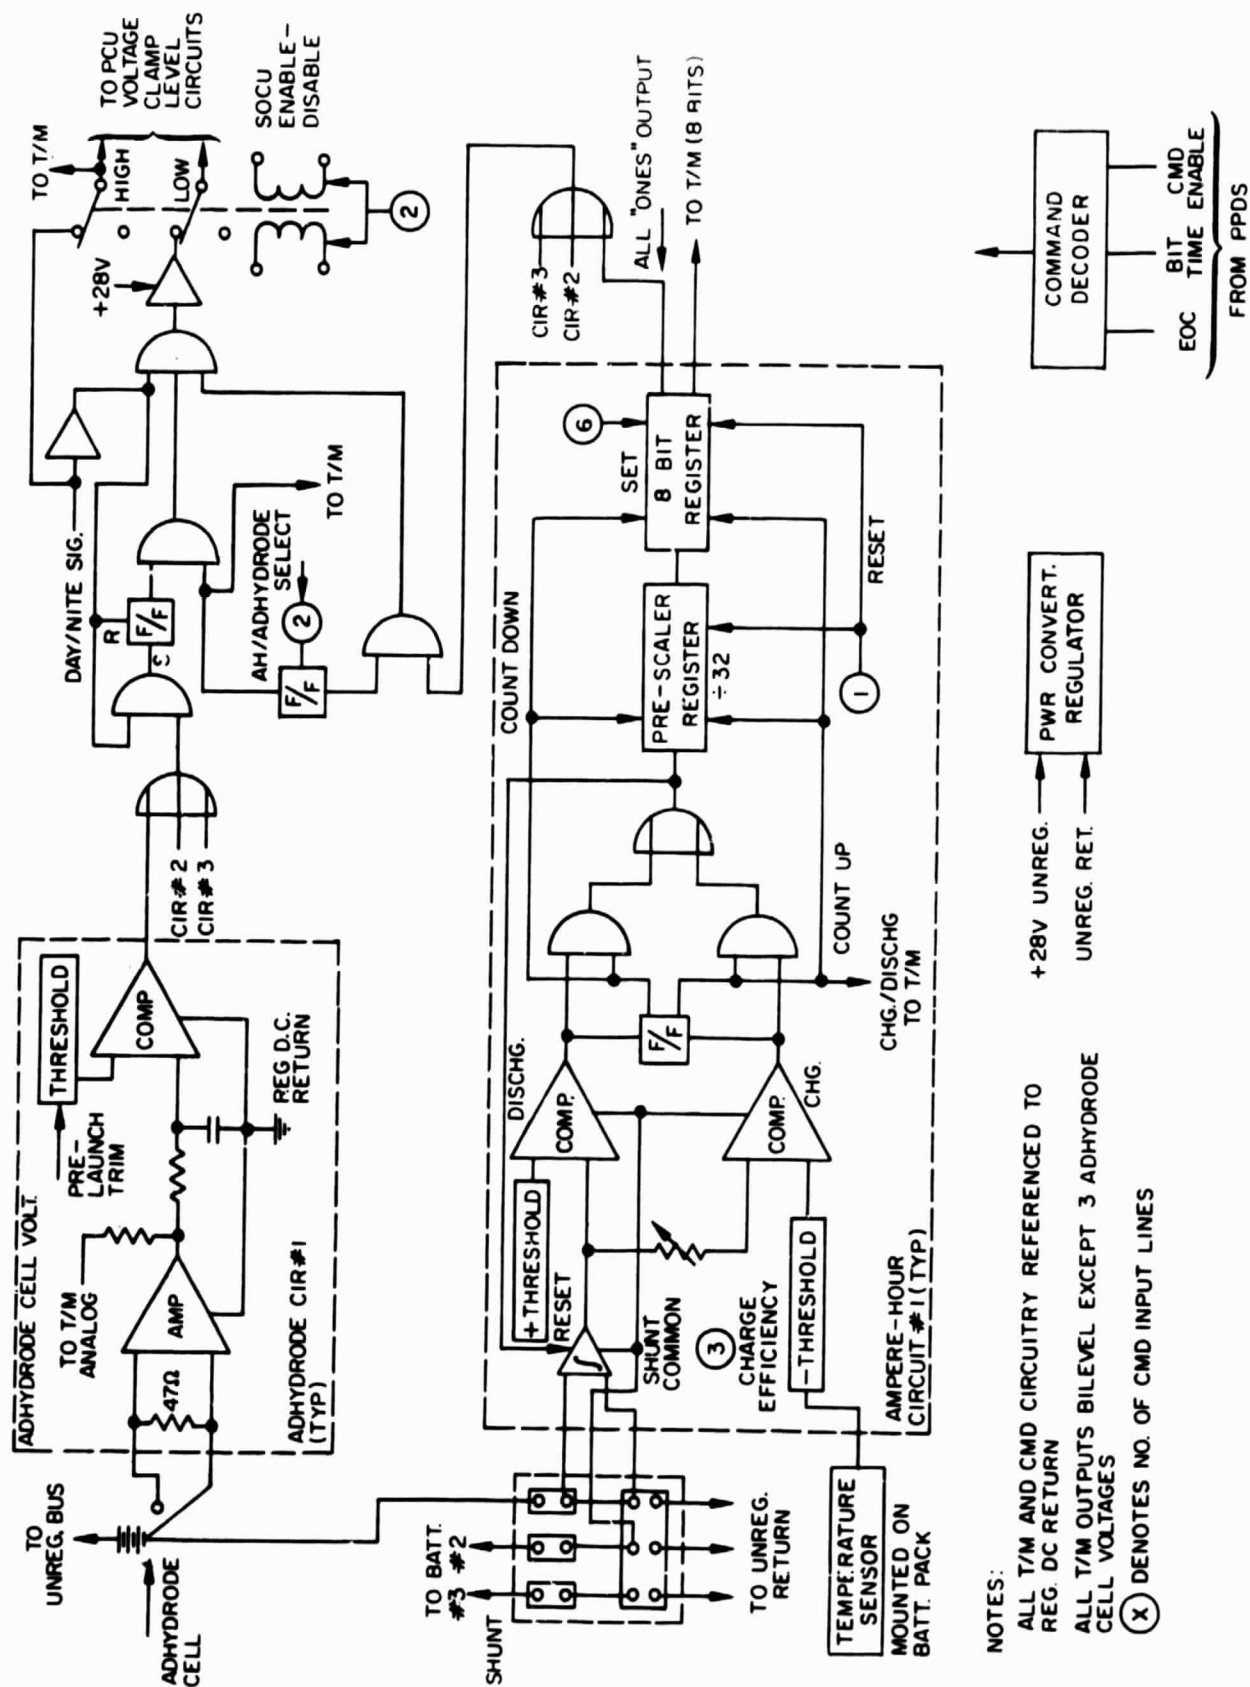 TO
UNREG. BUS
ADHYDRODE
CELL
ADHYDRODE CELL VOLT.
TO T/M
ANALOG
47Ω
AMP
PRE-
LAUNCH
TRIM
THRESHOLD
COMP
REG D.C.
RETURN
ADHYDRODE CIR#1
(TYP)
CIR#2
CIR#3
DAY/NITE SIG.
R
F/F
S
AH/ADHYDRODE
SELECT
2
F/F
TO T/M
+28V
TO T/M
HIGH
LOW
TO PCU
VOLTAGE
CLAMP
LEVEL
CIRCUITS
SOCU
ENABLE-
DISABLE
2
TO BATT.
#3 #2
SHUNT
TO UNREG.
RETURN
TEMPERATURE
SENSOR
MOUNTED ON
BATT. PACK
+THRESHOLD
RESET
∫
SHUNT
COMMON
3
CHARGE
EFFICIENCY
-THRESHOLD
AMPERE-HOUR
CIRCUIT #1(TYP)
DISCHG.
COMP.
COMP.
CHG.
F/F
CHG./DISCHG
TO T/M
COUNT UP
COUNT DOWN
PRE-SCALER
REGISTER
÷32
1
RESET
SET
6
8 BIT
REGISTER
CIR#3
CIR#2
ALL "ONES" OUTPUT
TO T/M (8 BITS)
NOTES:
ALL T/M AND CMD CIRCUITRY REFERENCED TO
REG. DC RETURN
ALL T/M OUTPUTS BILEVEL EXCEPT 3 ADHYDRODE
CELL VOLTAGES
(X) DENOTES NO. OF CMD INPUT LINES
+28V UNREG.
UNREG. RET.
PWR CONVERT.
REGULATOR
COMMAND
DECODER
EOC
BIT
TIME
CMD
ENABLE
FROM PPDS